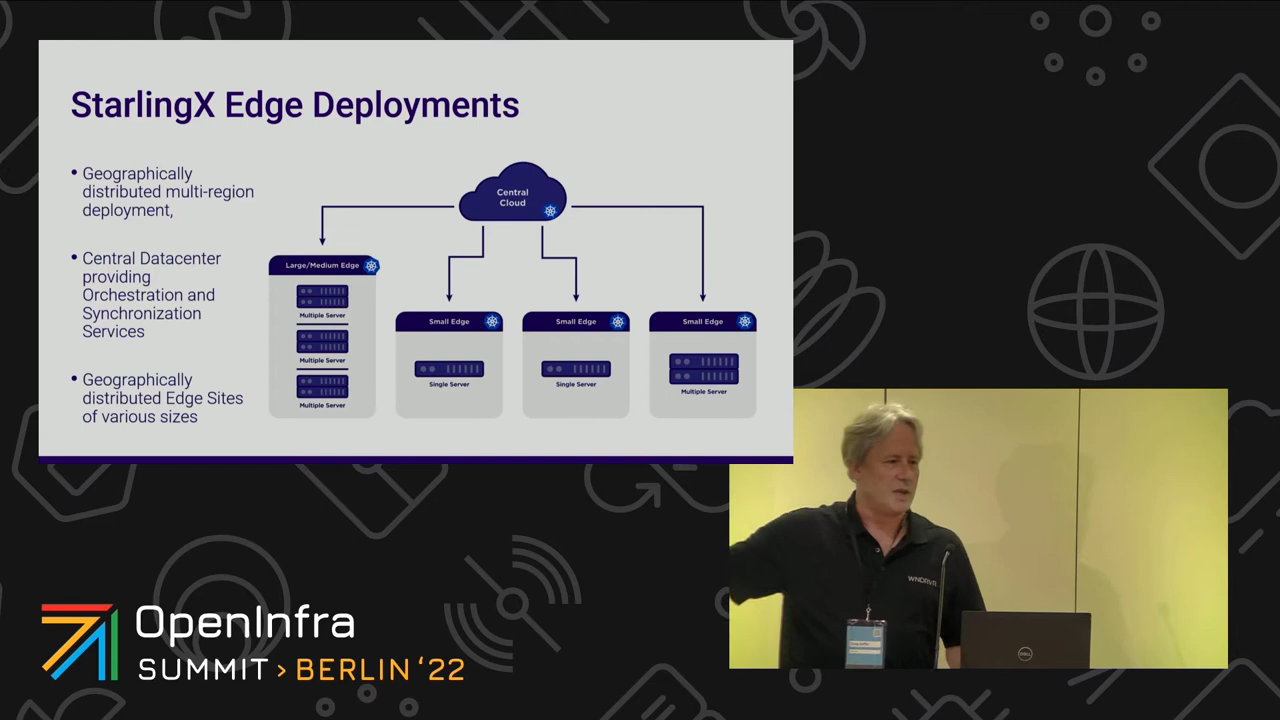 StarlingX Edge Deployments
• Geographically
distributed multi-region
deployment,
• Central Datacenter
providing
Orchestration and
Synchronization
Services
• Geographically
distributed Edge Sites
of various sizes
Central
Cloud
Large/Medium Edge
Multiple Server
Multiple Server
Multiple Server
Small Edge
Single Server
Small Edge
Single Server
Small Edge
Multiple Server
WNDRVR
DELL
OpenInfra
SUMMIT > BERLIN ‘22